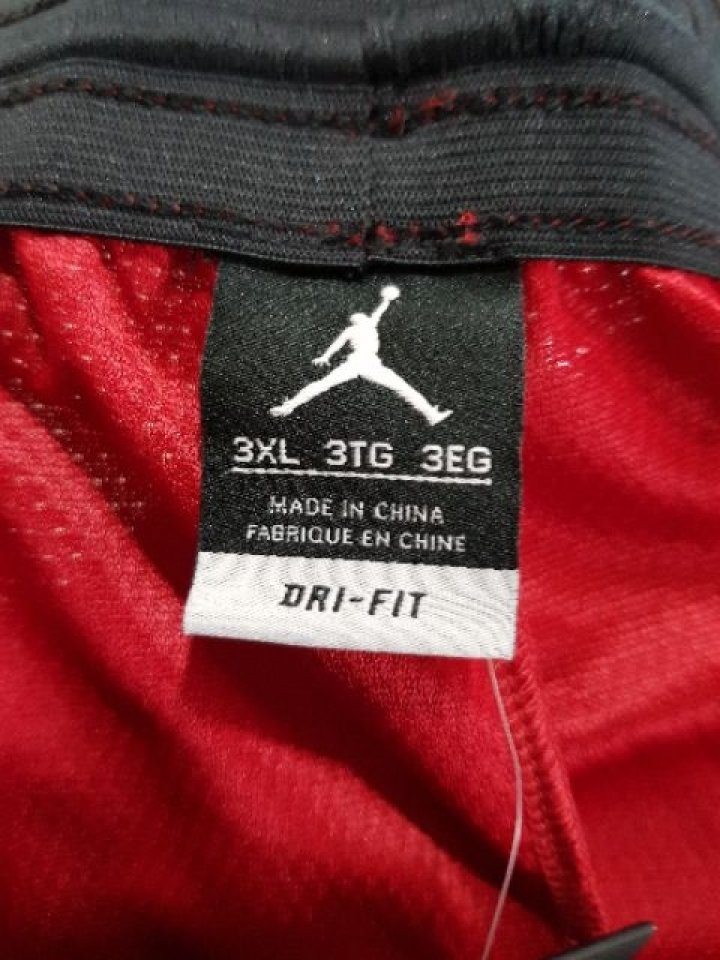 3XL 3TG 3EG
MADE IN CHINA
FABRIQUE EN CHINE
DRI-FIT